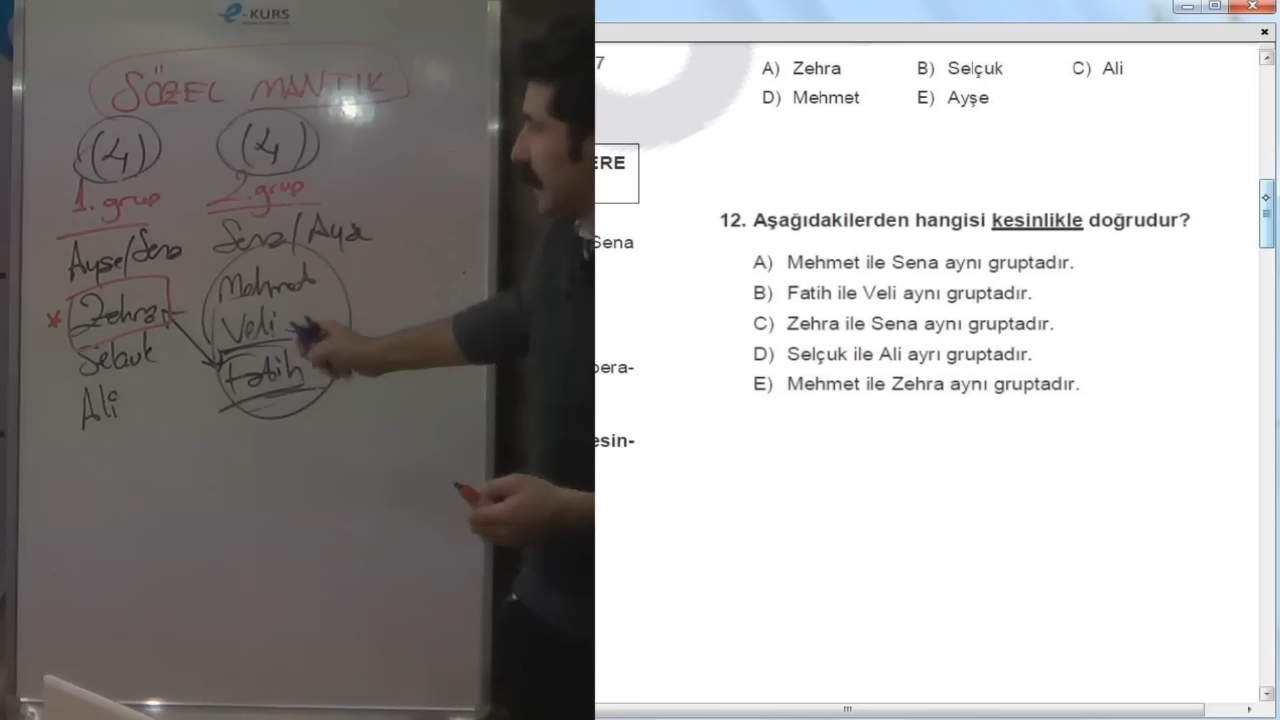 e-KURS
SÖZEL MANTIK
(4) (4)
1. grup 2. grup
Ayşe/Sena Sena/Ayşe
* Zehra Mehmet
Selçuk Veli
Ali Fatih
7
A) Zehra B) Selçuk C) Ali
D) Mehmet E) Ayşe
ERE
Sena
pera-
esin-
12. Aşağıdakilerden hangisi kesinlikle doğrudur?
A) Mehmet ile Sena aynı gruptadır.
B) Fatih ile Veli aynı gruptadır.
C) Zehra ile Sena aynı gruptadır.
D) Selçuk ile Ali ayrı gruptadır.
E) Mehmet ile Zehra aynı gruptadır.